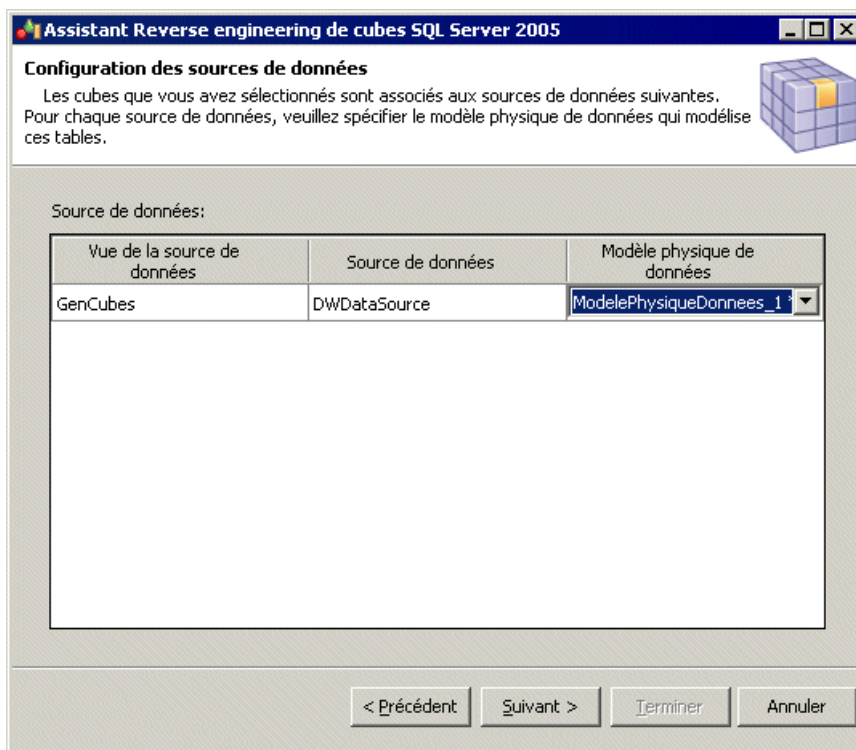 Assistant Reverse engineering de cubes SQL Server 2005
Configuration des sources de données
Les cubes que vous avez sélectionnés sont associés aux sources de données suivantes.
Pour chaque source de données, veuillez spécifier le modèle physique de données qui modélise
ces tables.
Source de données:
Vue de la source de
données
Source de données
Modèle physique de
données
GenCubes
DWDataSource
ModelePhysiqueDonnees_1 *
< Précédent
Suivant >
Terminer
Annuler